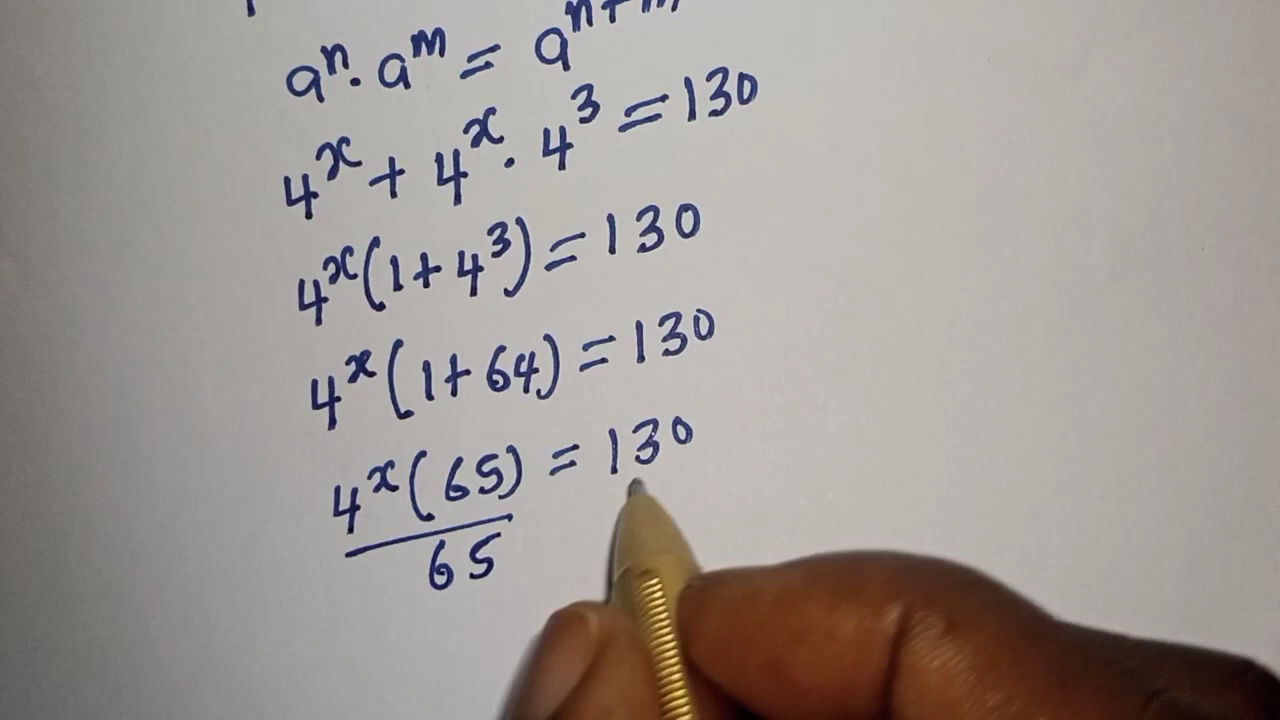 aⁿ · aᵐ = aⁿ⁺ᵐ
4ˣ + 4ˣ · 4³ = 130
4ˣ(1 + 4³) = 130
4ˣ(1 + 64) = 130
4ˣ(65) = 130
65